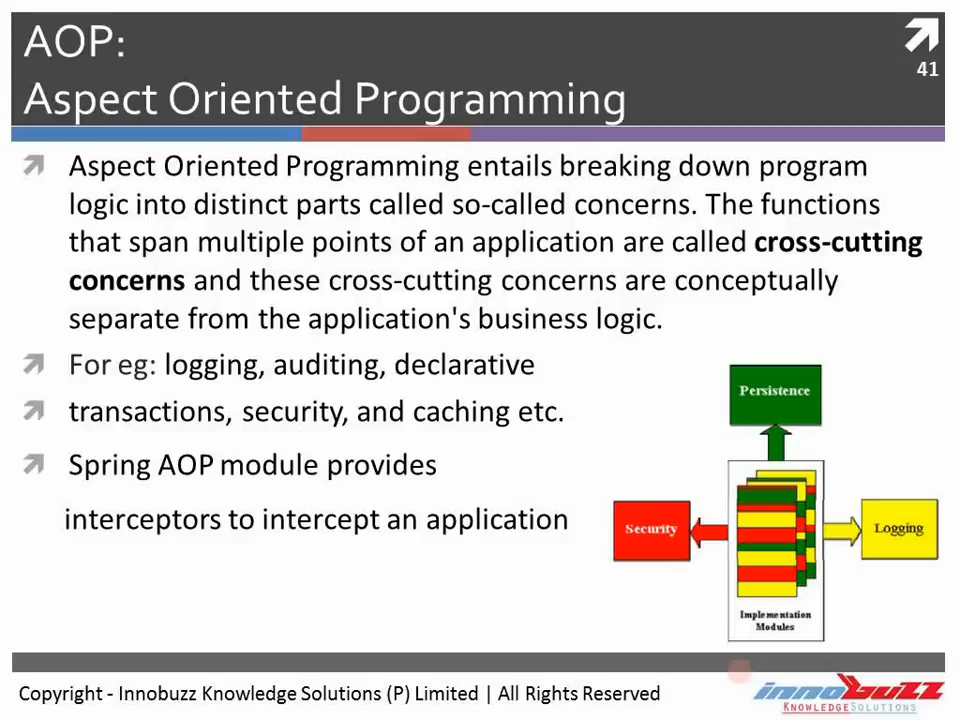 AOP:
41
Aspect Oriented Programming
Aspect Oriented Programming entails breaking down program
logic into distinct parts called so-called concerns. The functions
that span multiple points of an application are called cross-cutting
concerns and these cross-cutting concerns are conceptually
separate from the application's business logic.
For eg: logging, auditing, declarative
transactions, security, and caching etc.
Spring AOP module provides
interceptors to intercept an application
Persistence
Security
Logging
Implementation
Modules
Copyright - Innobuzz Knowledge Solutions (P) Limited | All Rights Reserved
innobuzz
KNOWLEDGESOLUTIONS